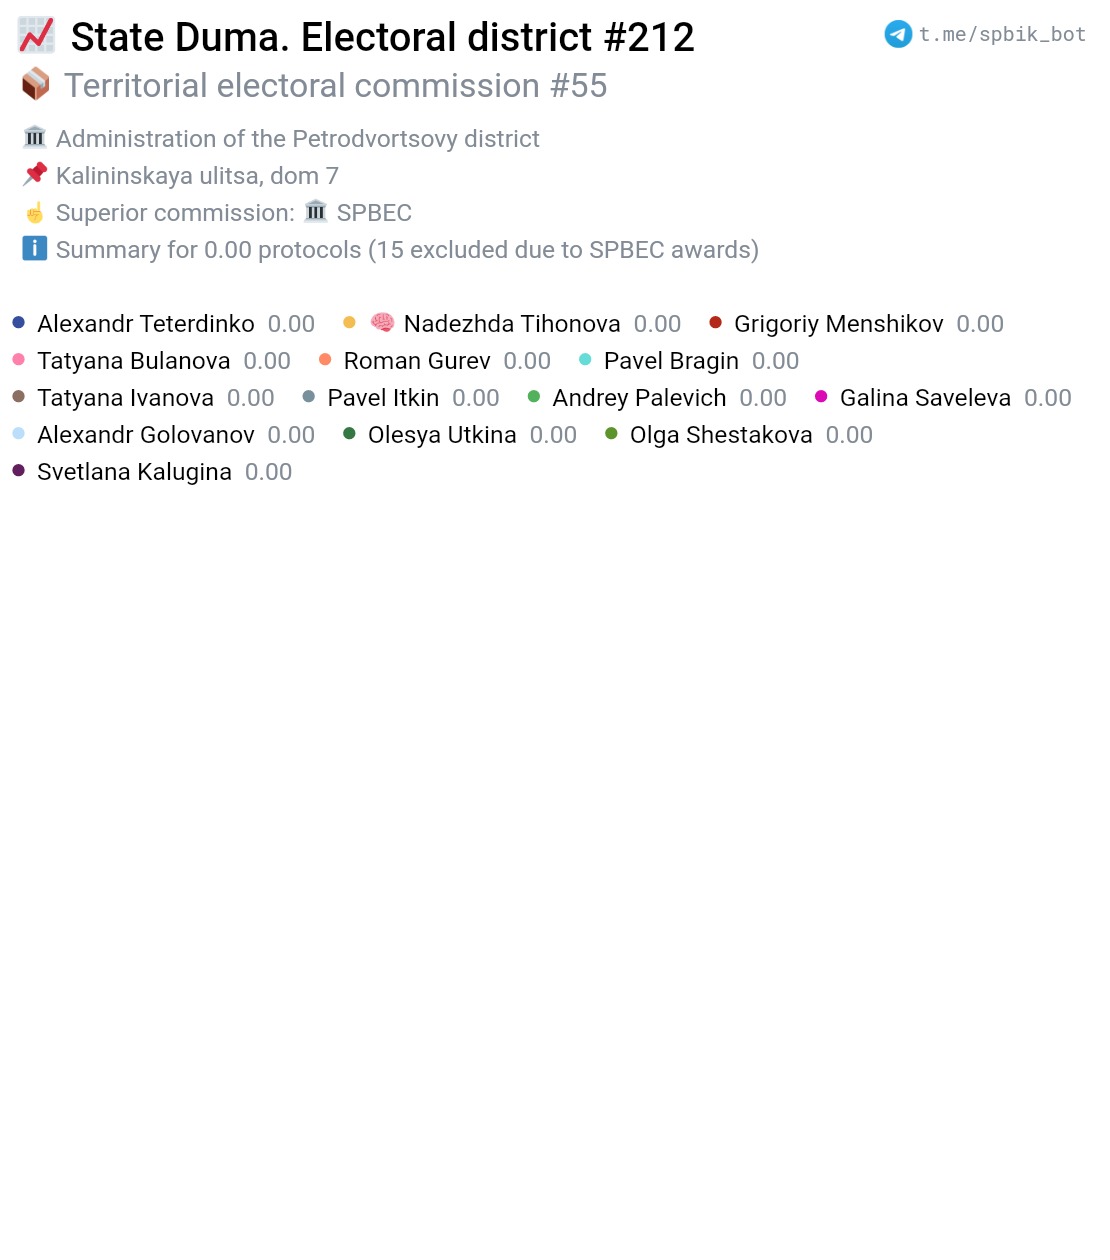 State Duma. Electoral district #212
t.me/spbik_bot
Territorial electoral commission #55
Administration of the Petrodvortsovy district
Kalininskaya ulitsa, dom 7
Superior commission: SPBEC
Summary for 0.00 protocols (15 excluded due to SPBEC awards)
Alexandr Teterdinko 0.00 Nadezhda Tihonova 0.00 Grigoriy Menshikov 0.00
Tatyana Bulanova 0.00 Roman Gurev 0.00 Pavel Bragin 0.00
Tatyana Ivanova 0.00 Pavel Itkin 0.00 Andrey Palevich 0.00 Galina Saveleva 0.00
Alexandr Golovanov 0.00 Olesya Utkina 0.00 Olga Shestakova 0.00
Svetlana Kalugina 0.00